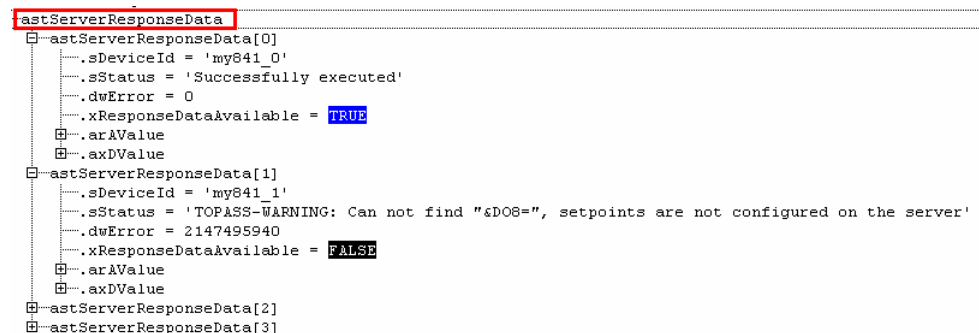 astServerResponseData
astServerResponseData[0]
.sDeviceId = 'my841_0'
.sStatus = 'Successfully executed'
.dwError = 0
.xResponseDataAvailable = TRUE
.arAValue
.axDValue
astServerResponseData[1]
.sDeviceId = 'my841_1'
.sStatus = 'TOPASS-WARNING: Can not find "&DO8=", setpoints are not configured on the server'
.dwError = 2147495940
.xResponseDataAvailable = FALSE
.arAValue
.axDValue
astServerResponseData[2]
astServerResponseData[3]